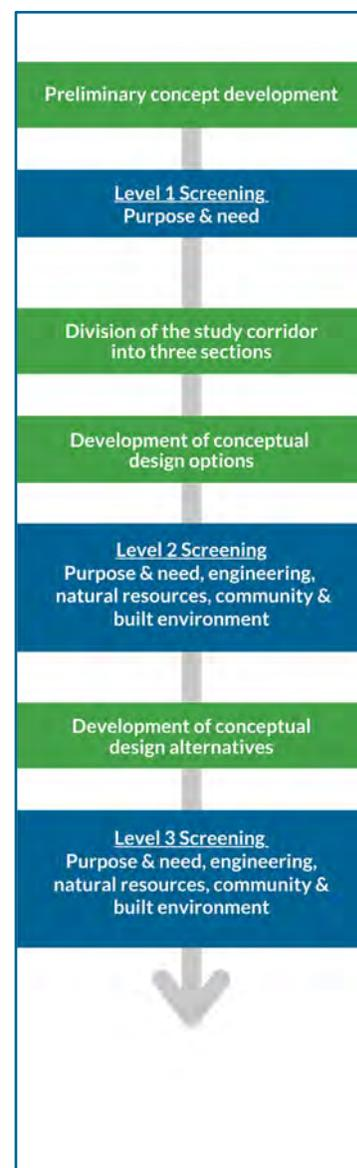 Preliminary concept development
Level 1 Screening
Purpose & need
Division of the study corridor
into three sections
Development of conceptual
design options
Level 2 Screening
Purpose & need, engineering,
natural resources, community &
built environment
Development of conceptual
design alternatives
Level 3 Screening
Purpose & need, engineering,
natural resources, community &
built environment